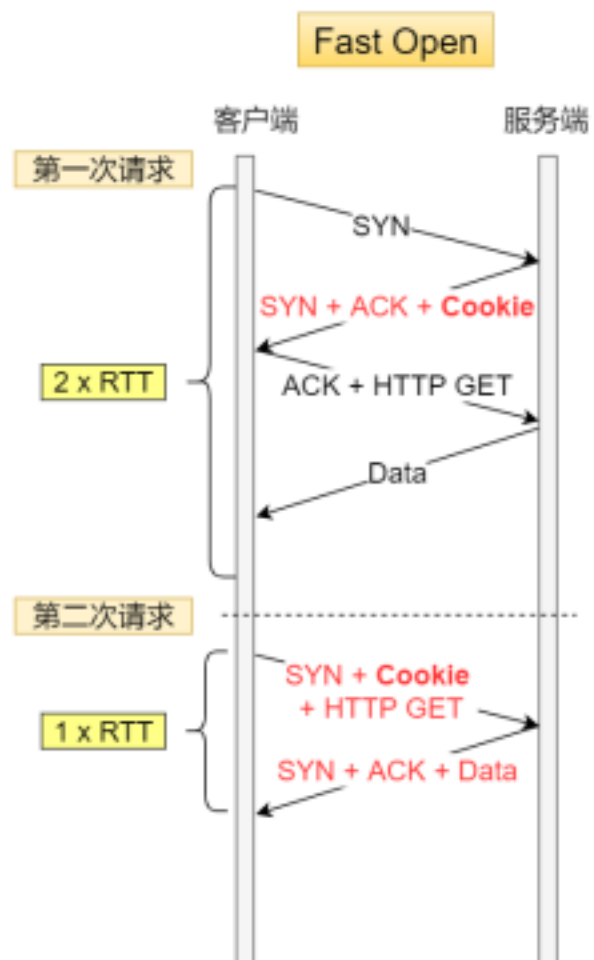 Fast Open
客户端
服务端
第一次请求
SYN
SYN + ACK + Cookie
2 x RTT
ACK + HTTP GET
Data
第二次请求
SYN + Cookie
+ HTTP GET
1 x RTT
SYN + ACK + Data